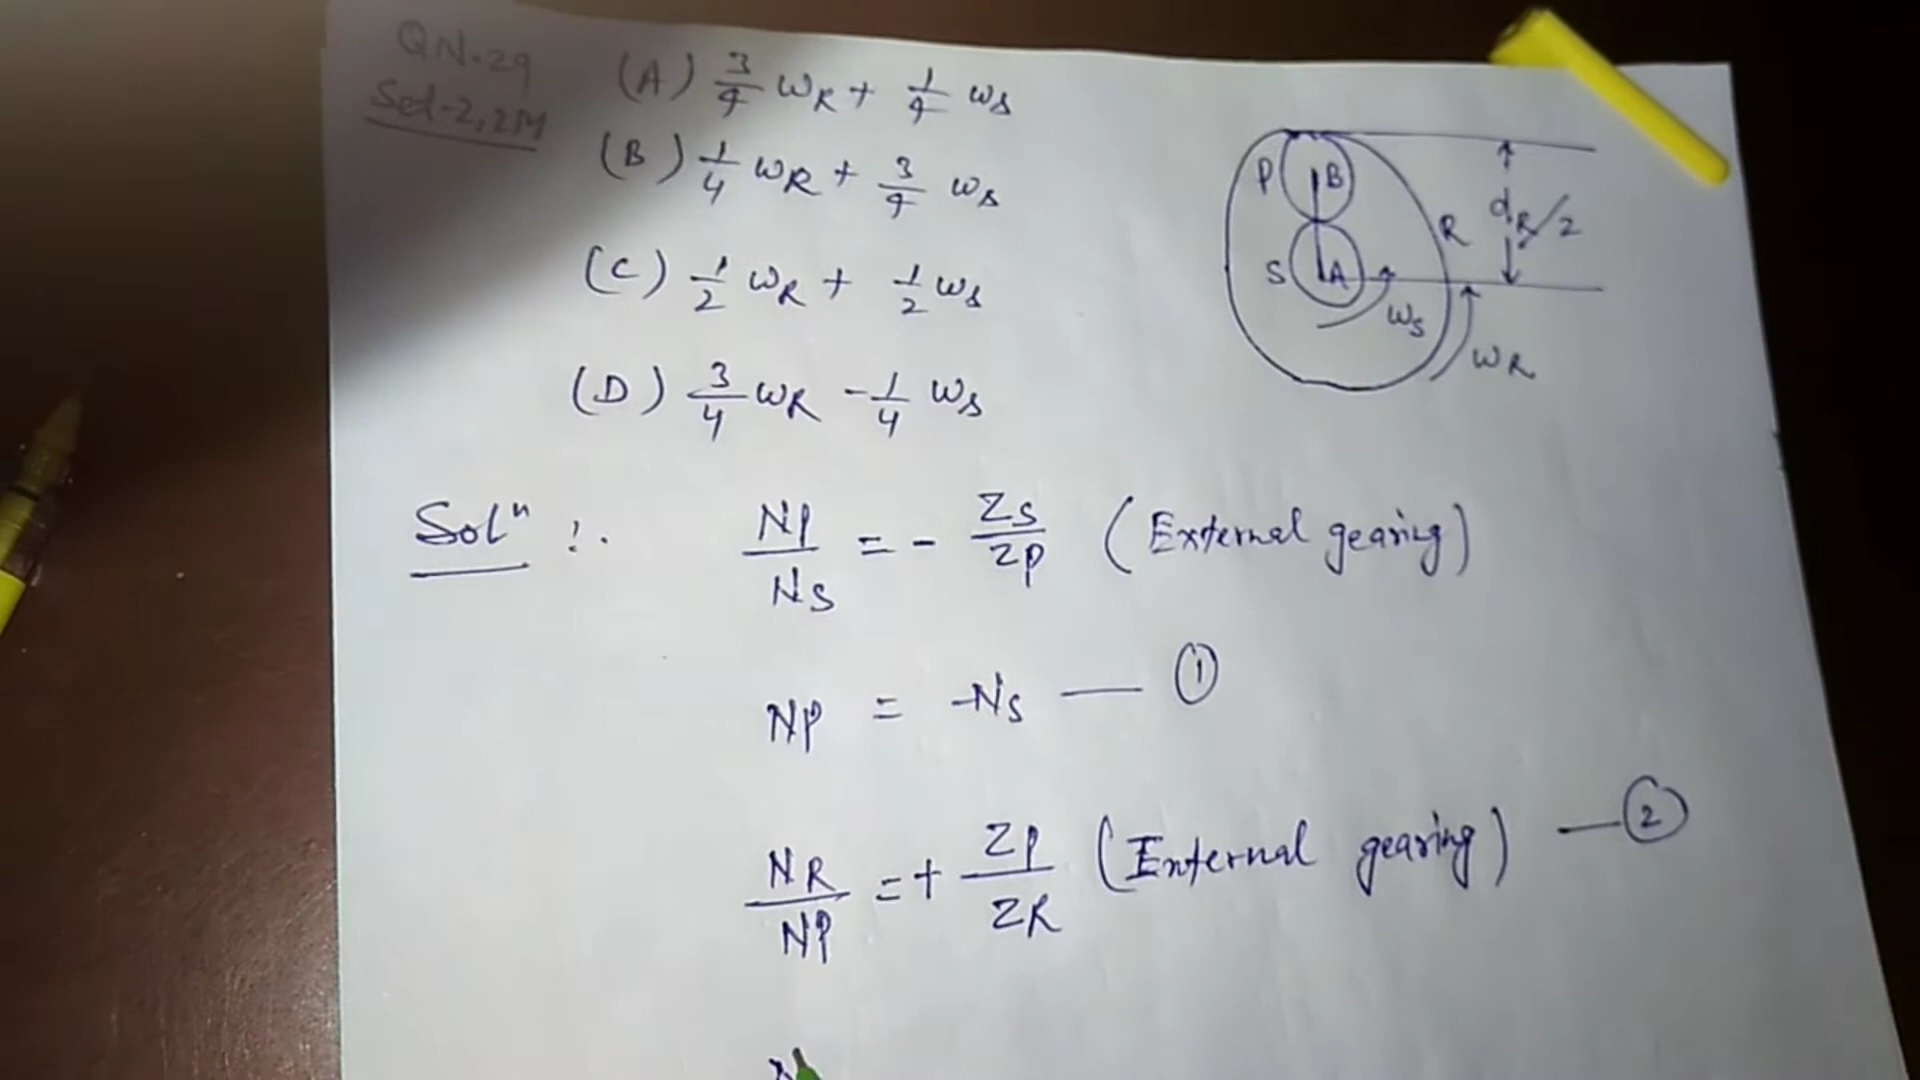 QN.29
Set-2, 2M
(A) 3/4 ωR + 1/4 ωs
(B) 1/4 ωR + 3/4 ωs
(C) 1/2 ωR + 1/2 ωs
(D) 3/4 ωR - 1/4 ωs
P B
S A
R
dR/2
ωs
ωR
Solⁿ :.
NP/NS = - ZS/ZP (External gearing)
NP = -NS — ①
NR/NP = + ZP/ZR (External gearing) — ②